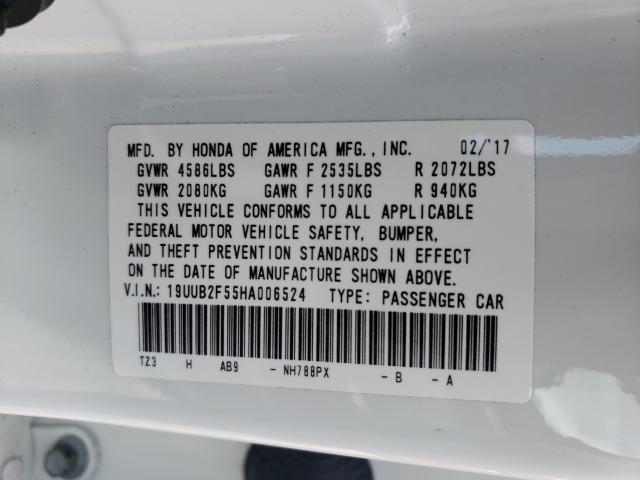 MFD. BY HONDA OF AMERICA MFG., INC. 02/'17
GVWR 4586LBS GAWR F 2535LBS R 2072LBS
GVWR 2080KG GAWR F 1150KG R 940KG
THIS VEHICLE CONFORMS TO ALL APPLICABLE
FEDERAL MOTOR VEHICLE SAFETY, BUMPER,
AND THEFT PREVENTION STANDARDS IN EFFECT
ON THE DATE OF MANUFACTURE SHOWN ABOVE.
V.I.N.: 19UUB2F55HA006524 TYPE: PASSENGER CAR
TZ3 H AB9 - NH788PX - B - A